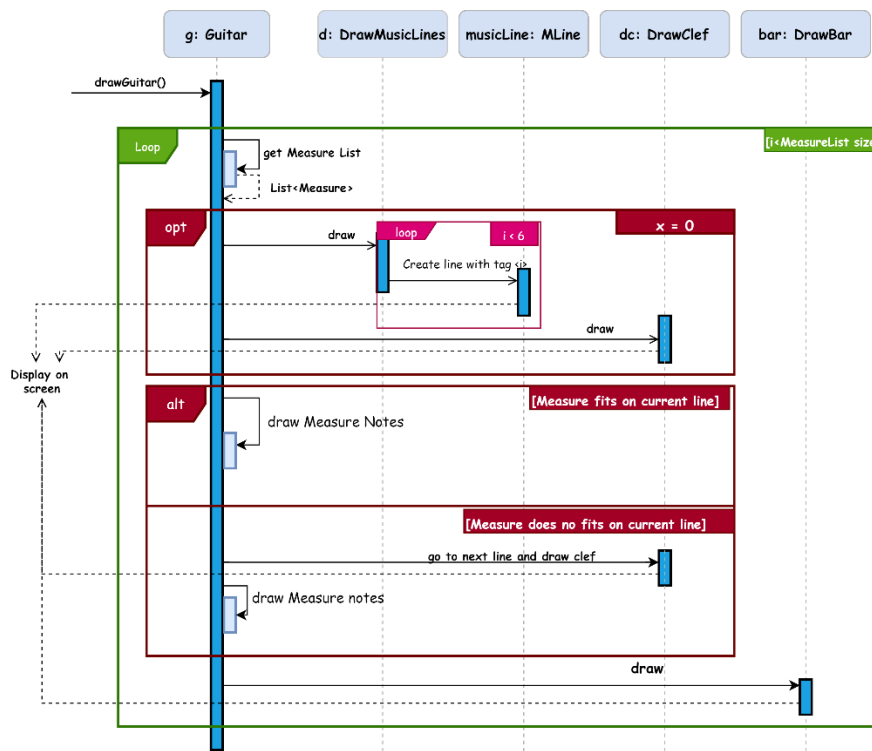 g: Guitar
d: DrawMusicLines
musicLine: MLine
dc: DrawClef
bar: DrawBar
drawGuitar()
Loop
[i<MeasureList size
get Measure List
List<Measure>
opt
x = 0
draw
loop
i < 6
Create line with tag <i>
draw
Display on
screen
alt
[Measure fits on current line]
draw Measure Notes
[Measure does no fits on current line]
go to next line and draw clef
draw Measure notes
draw